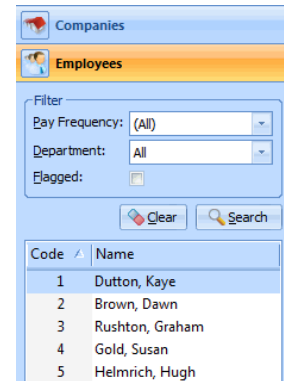 Companies
Employees
Filter
Pay Frequency: (All)
Department: All
Flagged:
Clear Search
Code Name
1 Dutton, Kaye
2 Brown, Dawn
3 Rushton, Graham
4 Gold, Susan
5 Helmrich, Hugh